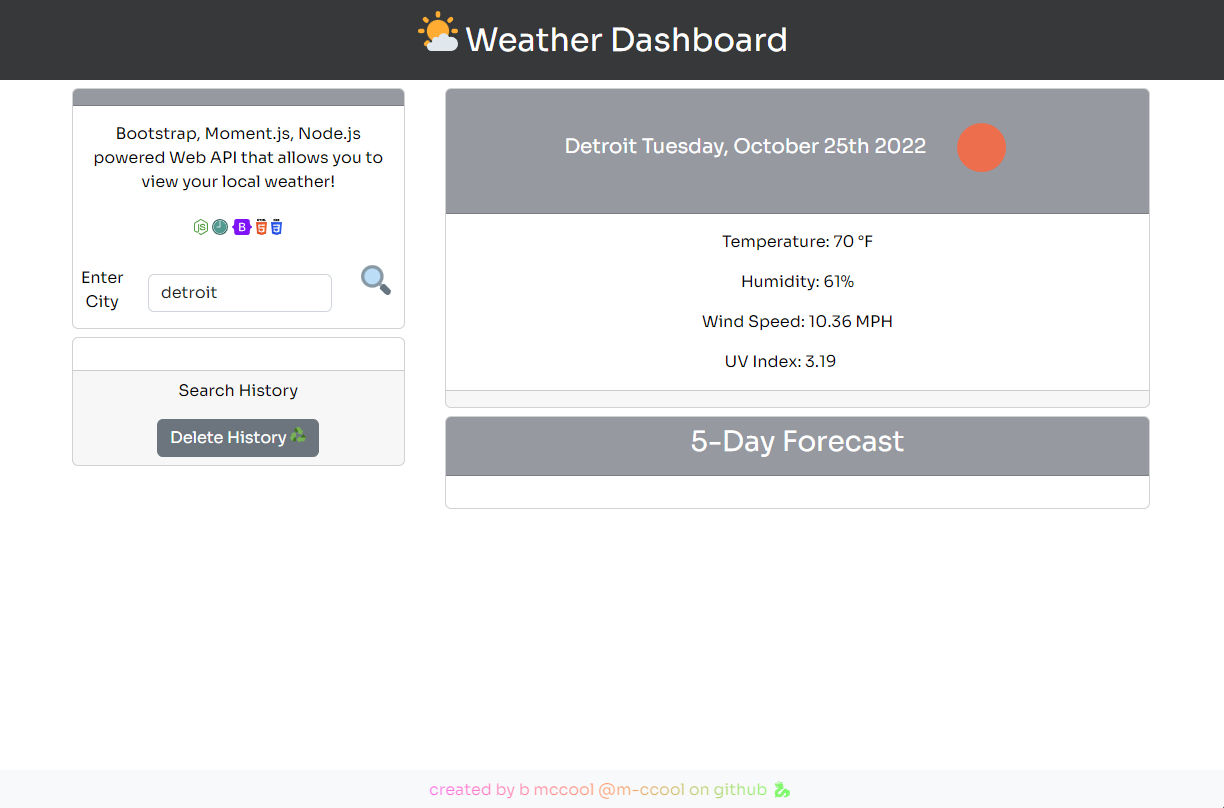 Weather Dashboard
Bootstrap, Moment.js, Node.js
powered Web API that allows you to
view your local weather!
Enter
City
detroit
Search History
Delete History
Detroit Tuesday, October 25th 2022
Temperature: 70 °F
Humidity: 61%
Wind Speed: 10.36 MPH
UV Index: 3.19
5-Day Forecast
created by b mccool @m-ccool on github